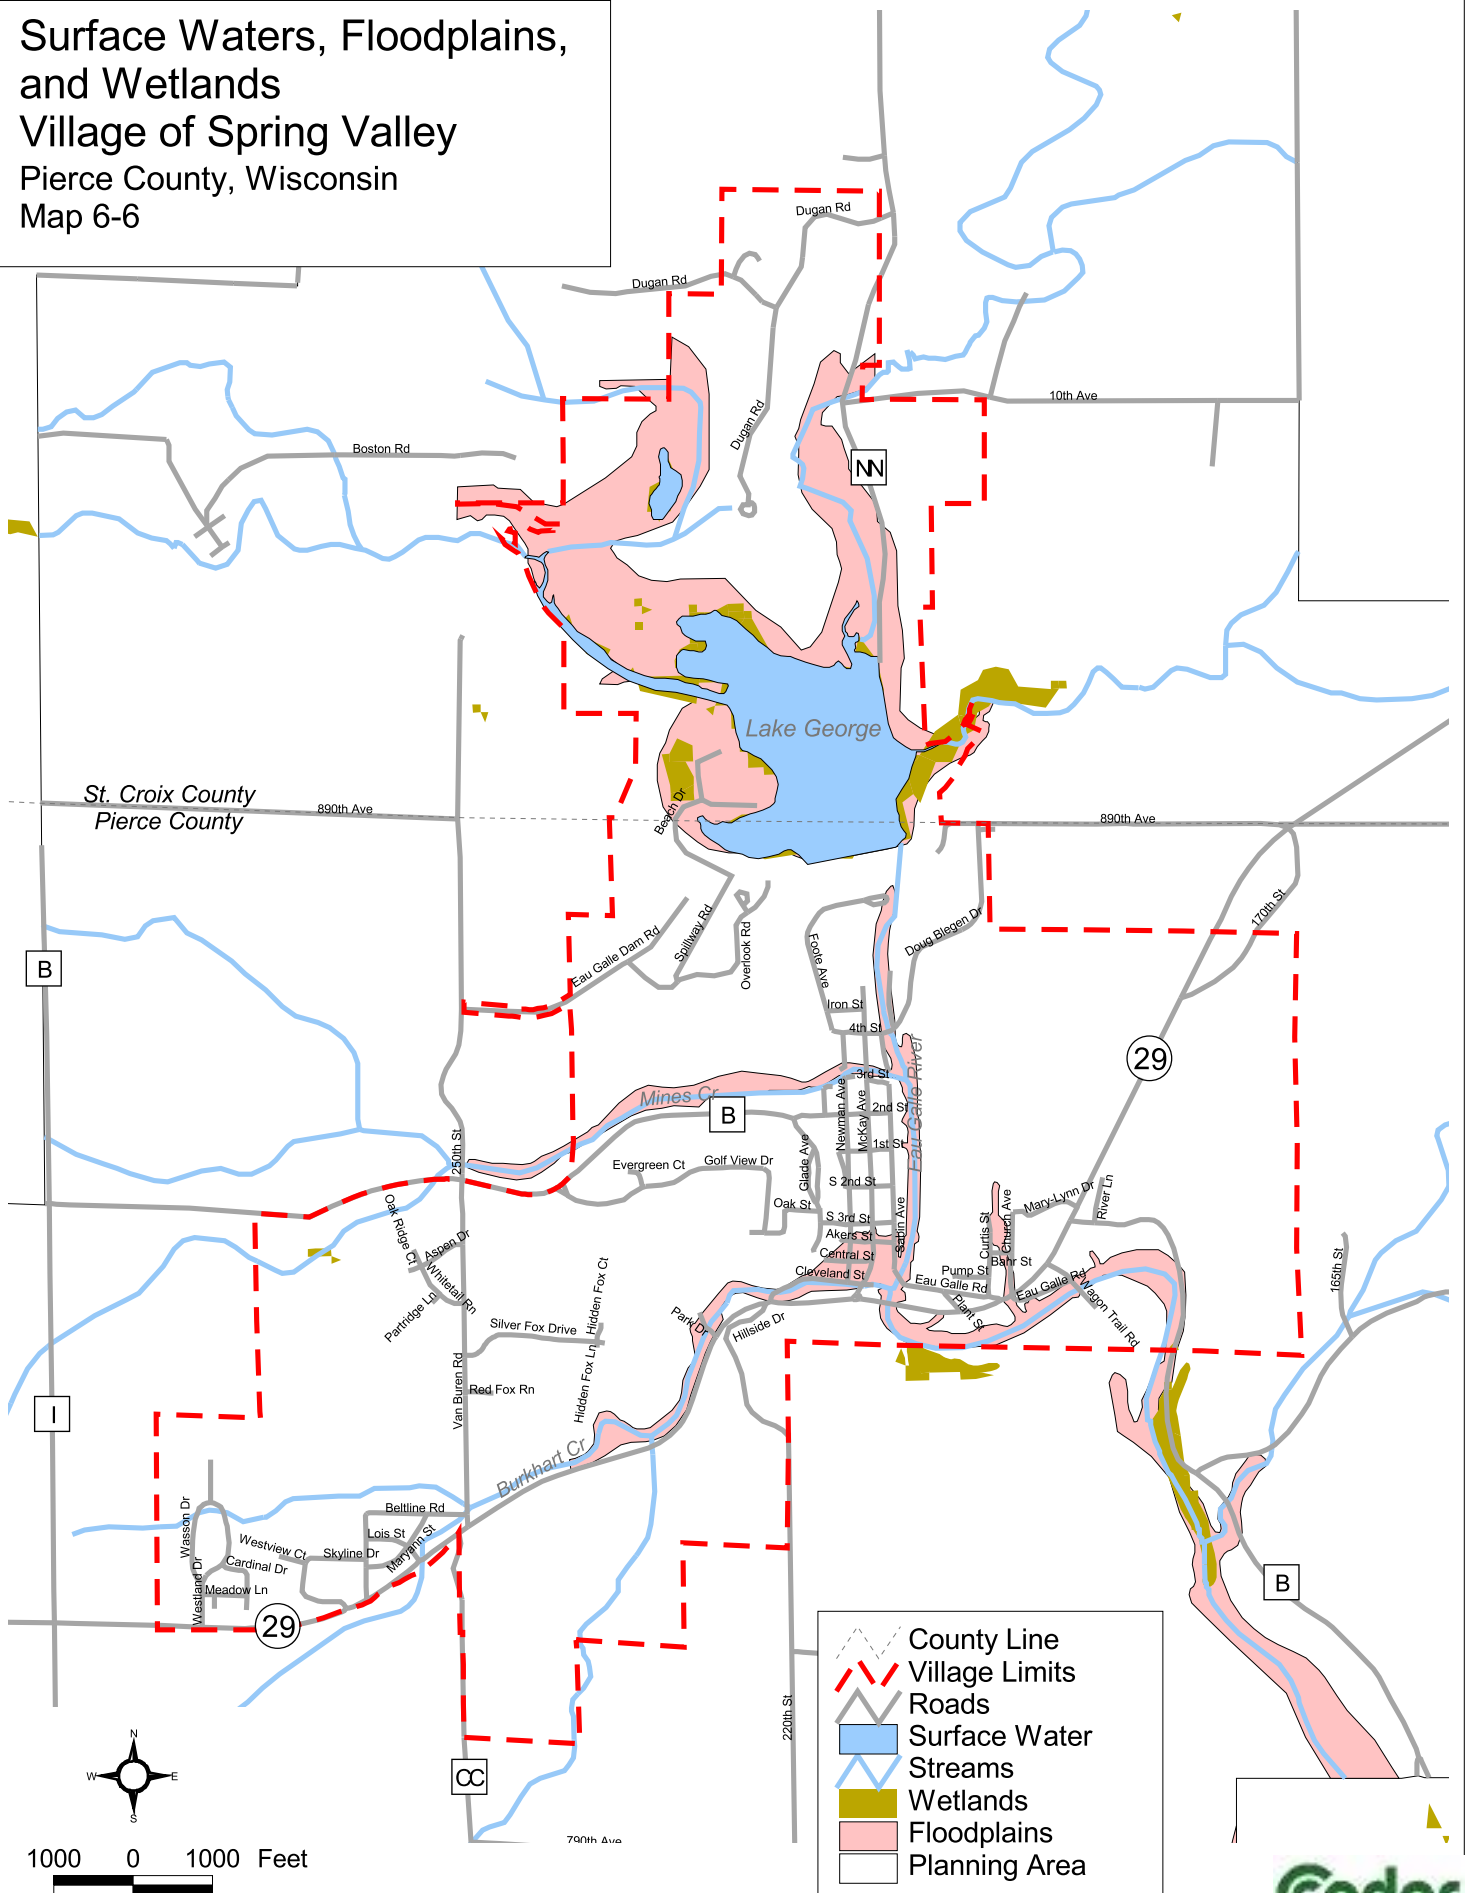 Surface Waters, Floodplains,
and Wetlands
Village of Spring Valley
Pierce County, Wisconsin
Map 6-6
Dugan Rd
Dugan Rd
10th Ave
Dugan Rd
Boston Rd
NN
Lake George
St. Croix County
Pierce County
890th Ave
Beach Dr
890th Ave
170th St
B
Eau Galle Dam Rd
Spillway Rd
Overlook Rd
Foote Ave
Doug Blegen Dr
Iron St
4th St
29
Eau Galle River
Mines Cr
B
3rd St
Newman Ave
McKay Ave
2nd St
1st St
250th St
Evergreen Ct
Golf View Dr
Glade Ave
S 2nd St
Oak St
S 3rd St
Sabin Ave
Akers St
Central St
Cleveland St
Curtis St
Church Ave
Mary-Lynn Dr
River Ln
Bahr St
Pump St
Eau Galle Rd
Eau Galle Rd
Plant St
Wagon Trail Rd
165th St
Oak Ridge Ct
Aspen Dr
Whitetail Rn
Partridge Ln
Silver Fox Drive
Hidden Fox Ct
Hidden Fox Ln
Park Dr
Hillside Dr
Van Buren Rd
Red Fox Rn
I
Burkhart Cr
Beltline Rd
Wasson Dr
Lois St
Maryann St
Westview Ct
Skyline Dr
Cardinal Dr
Westland Dr
Meadow Ln
29
B
220th St
CC
790th Ave
N
W
E
S
1000 0 1000 Feet
County Line
Village Limits
Roads
Surface Water
Streams
Wetlands
Floodplains
Planning Area